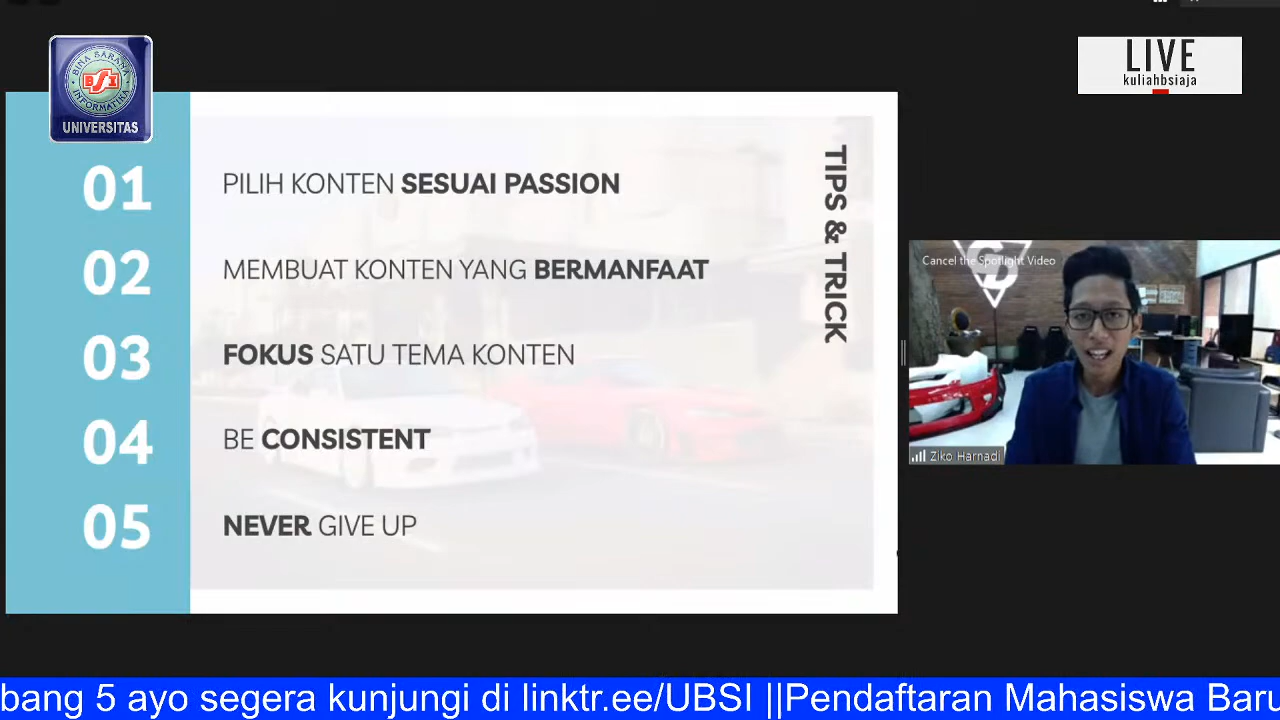 BINA SARANA
BSI
INFORMATIKA
UNIVERSITAS
LIVE
kuliahbsiaja
01 PILIH KONTEN SESUAI PASSION
02 MEMBUAT KONTEN YANG BERMANFAAT
03 FOKUS SATU TEMA KONTEN
04 BE CONSISTENT
05 NEVER GIVE UP
TIPS & TRICK
Cancel the Spotlight Video
Ziko Harnadi
bang 5 ayo segera kunjungi di linktr.ee/UBSI ||Pendaftaran Mahasiswa Baru